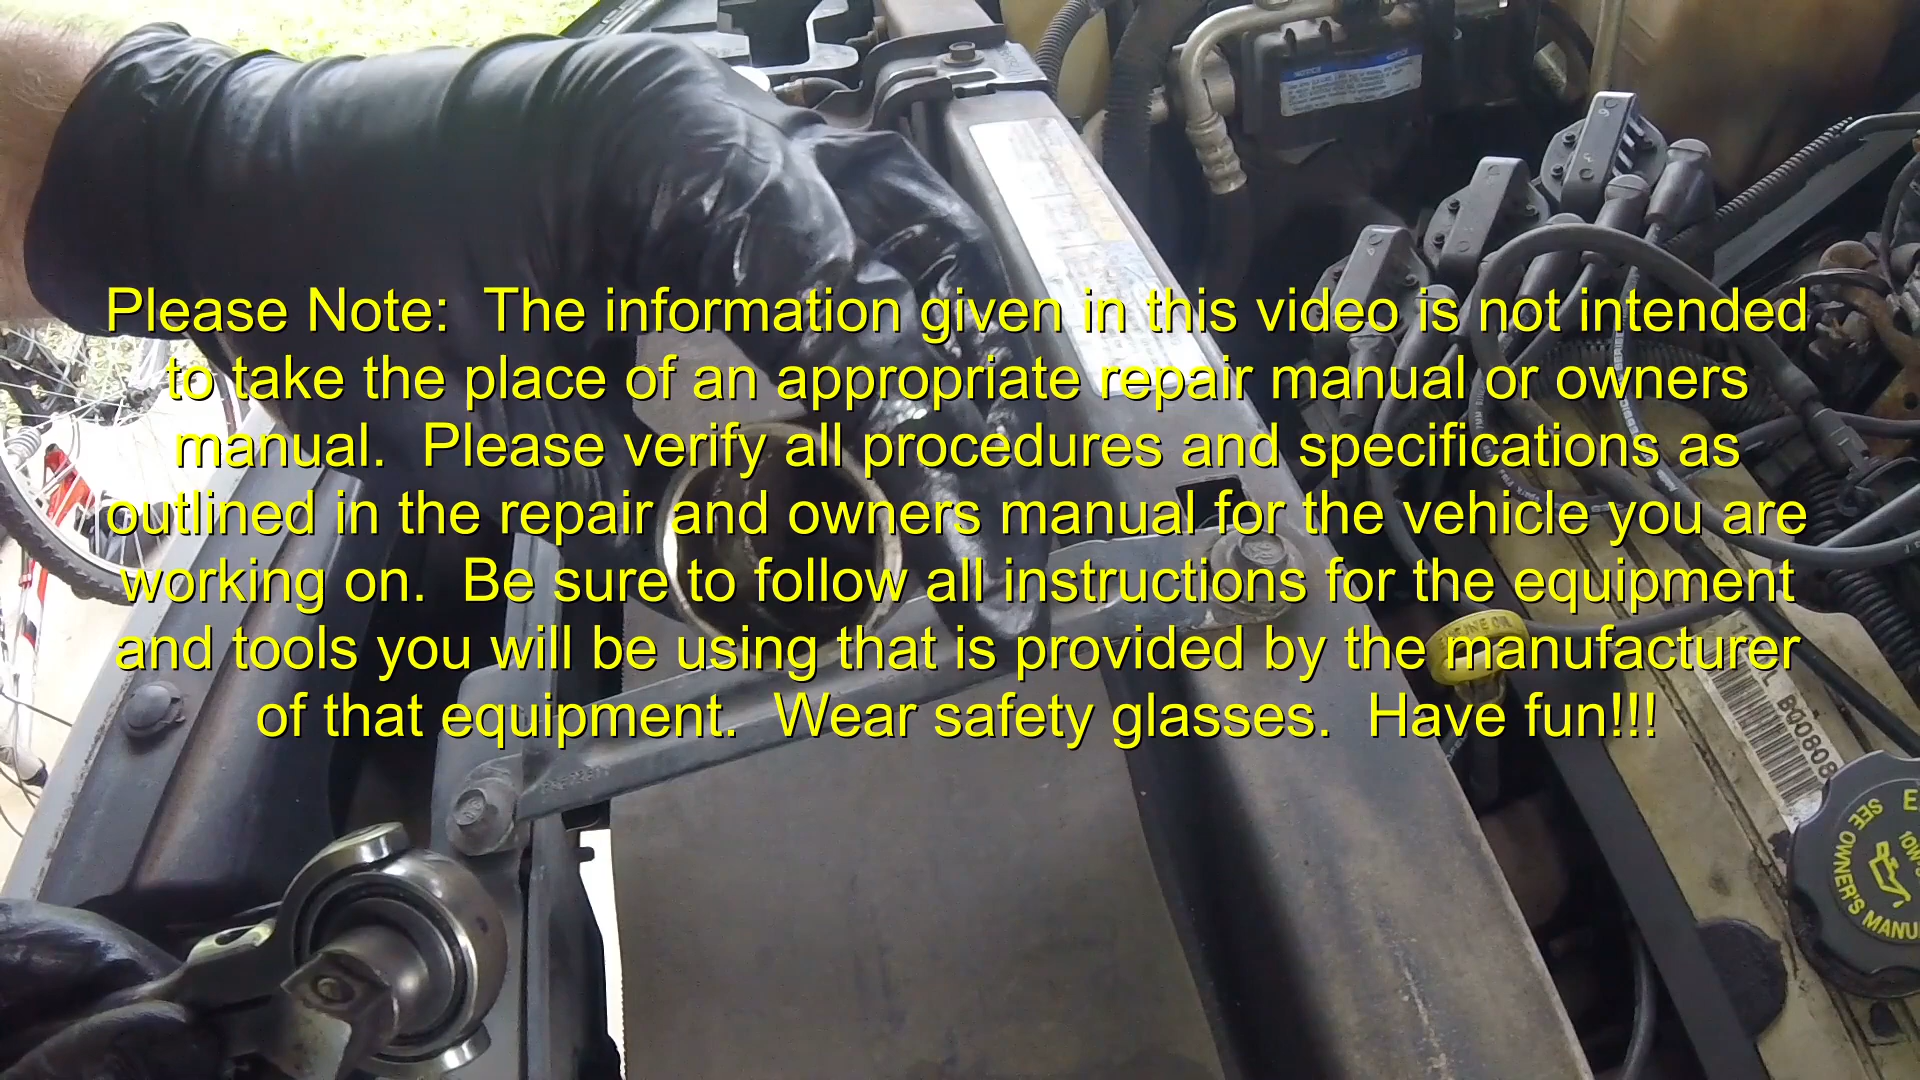 Please Note:  The information given in this video is not intended
to take the place of an appropriate repair manual or owners
manual.  Please verify all procedures and specifications as
outlined in the repair and owners manual for the vehicle you are
working on.  Be sure to follow all instructions for the equipment
and tools you will be using that is provided by the manufacturer
of that equipment.  Wear safety glasses.  Have fun!!!
NOTICE
NOTICE
B00808
SEE OWNER'S MANU